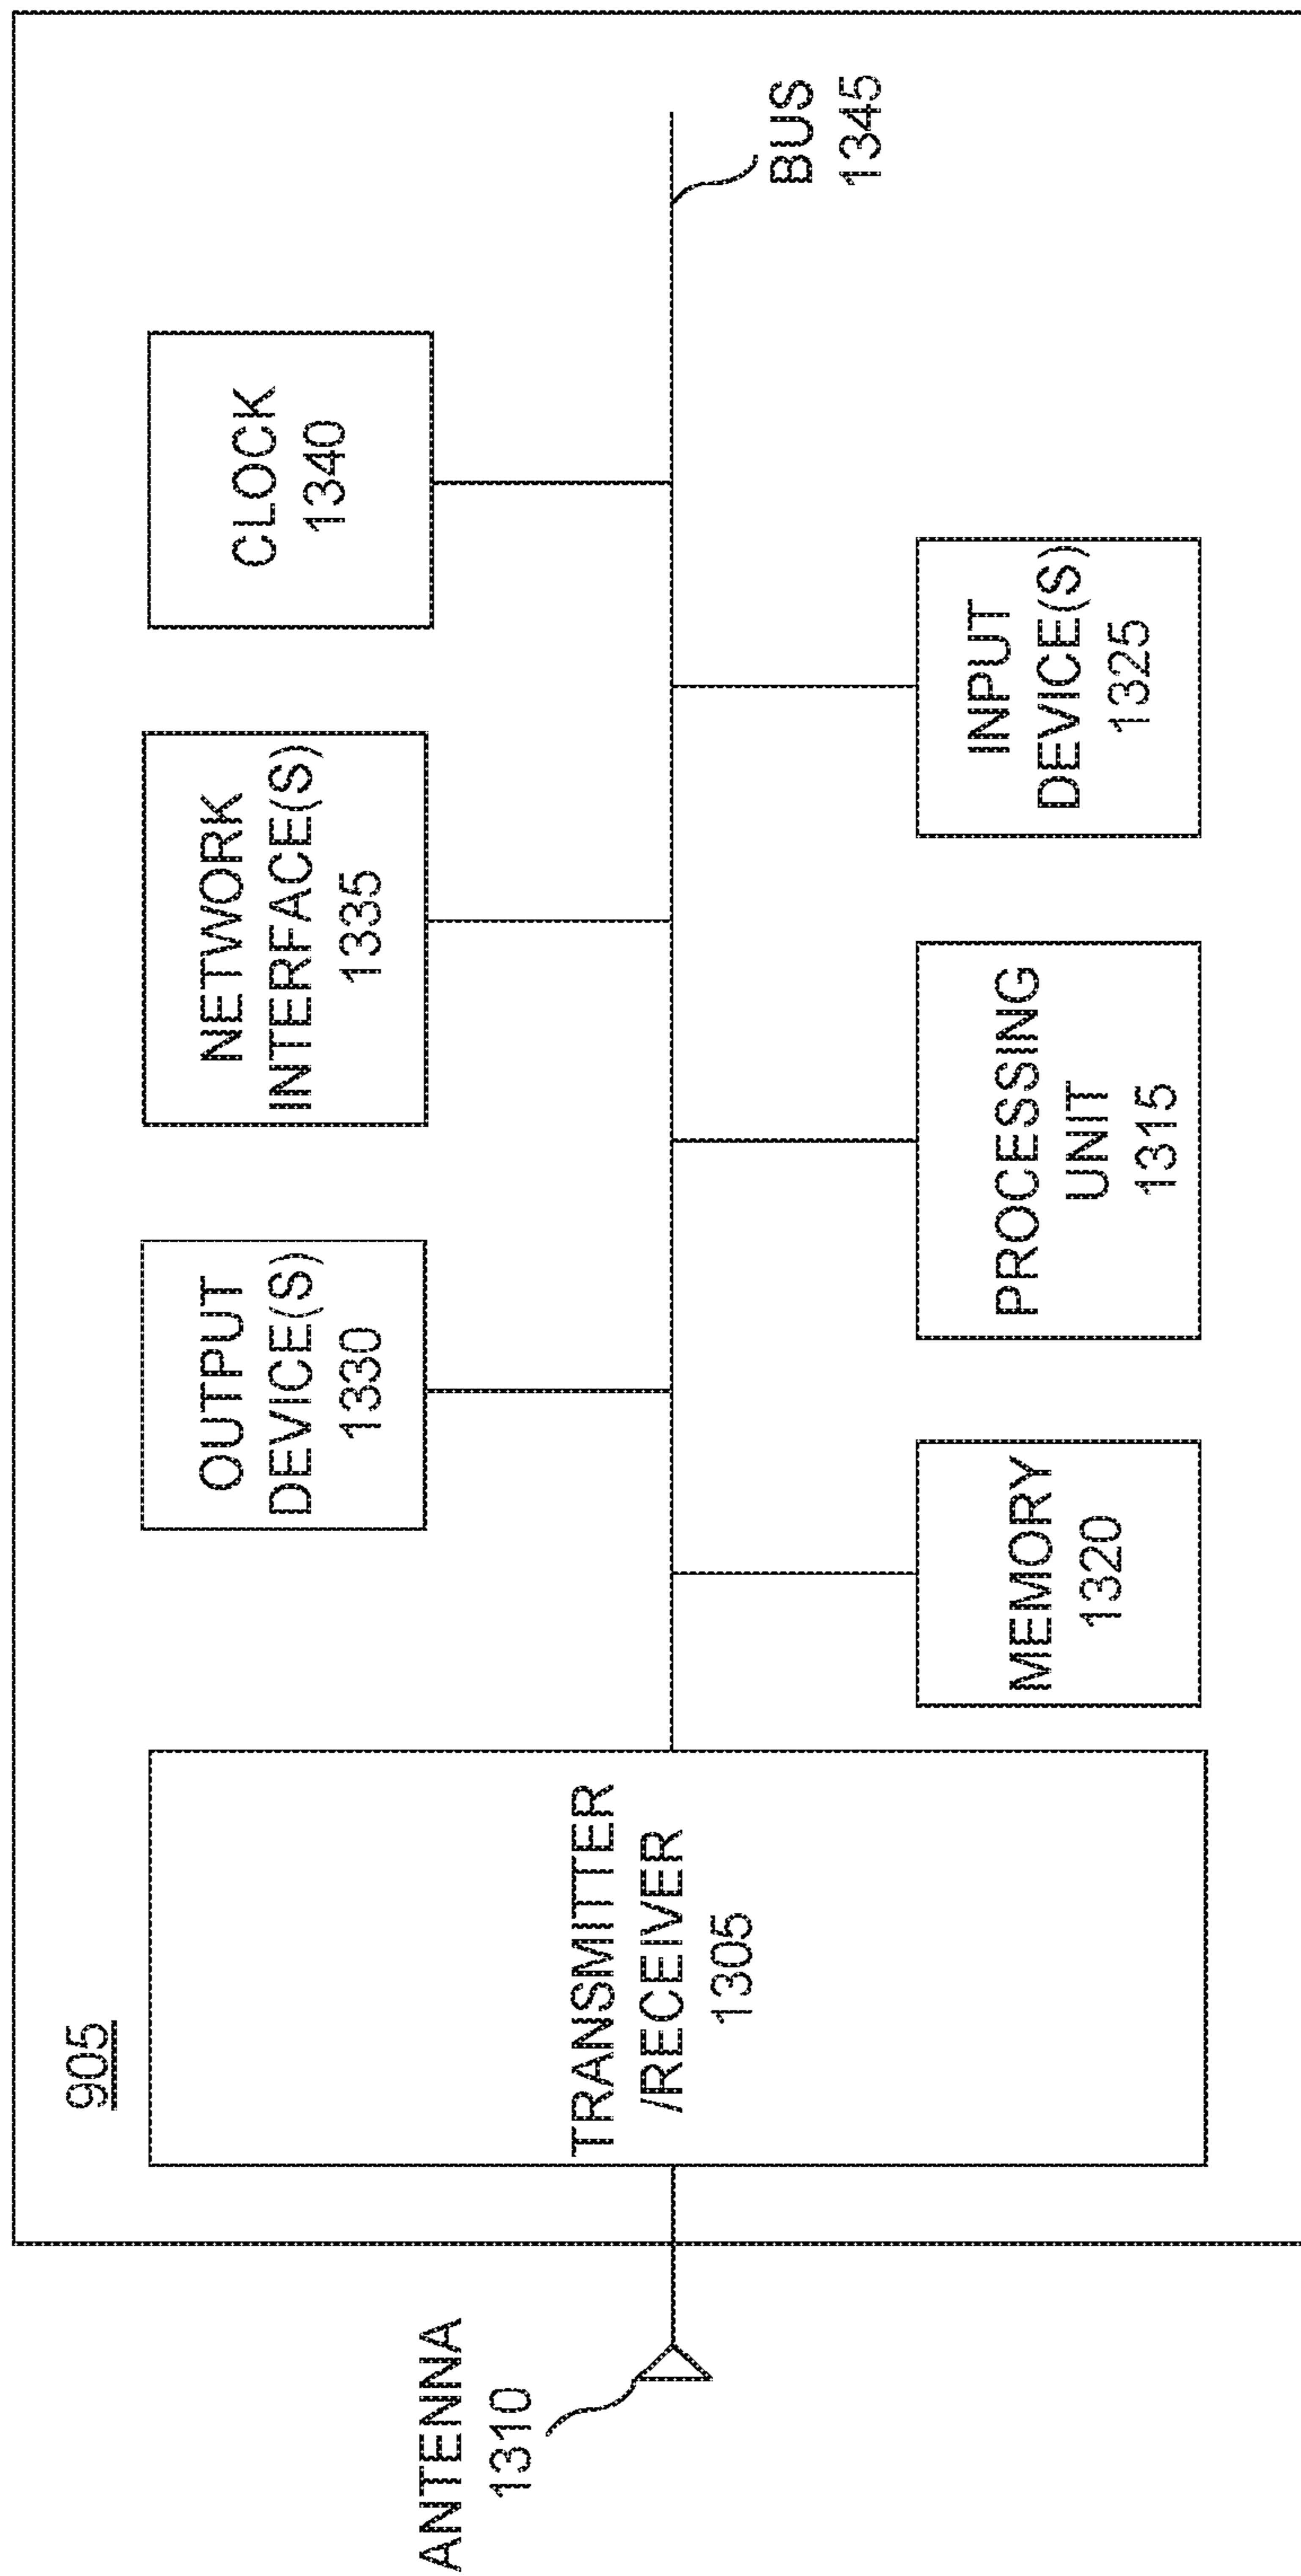 905
ANTENNA
1310
TRANSMITTER
/RECEIVER
1305
OUTPUT
DEVICE(S)
1330
NETWORK
INTERFACE(S)
1335
CLOCK
1340
MEMORY
1320
PROCESSING
UNIT
1315
INPUT
DEVICE(S)
1325
BUS
1345